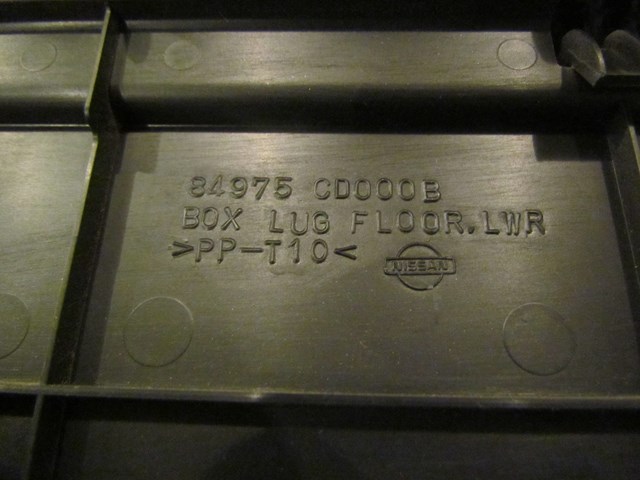 84975 CD000B
BOX LUG FLOOR.LWR
>PP-T10<
NISSAN